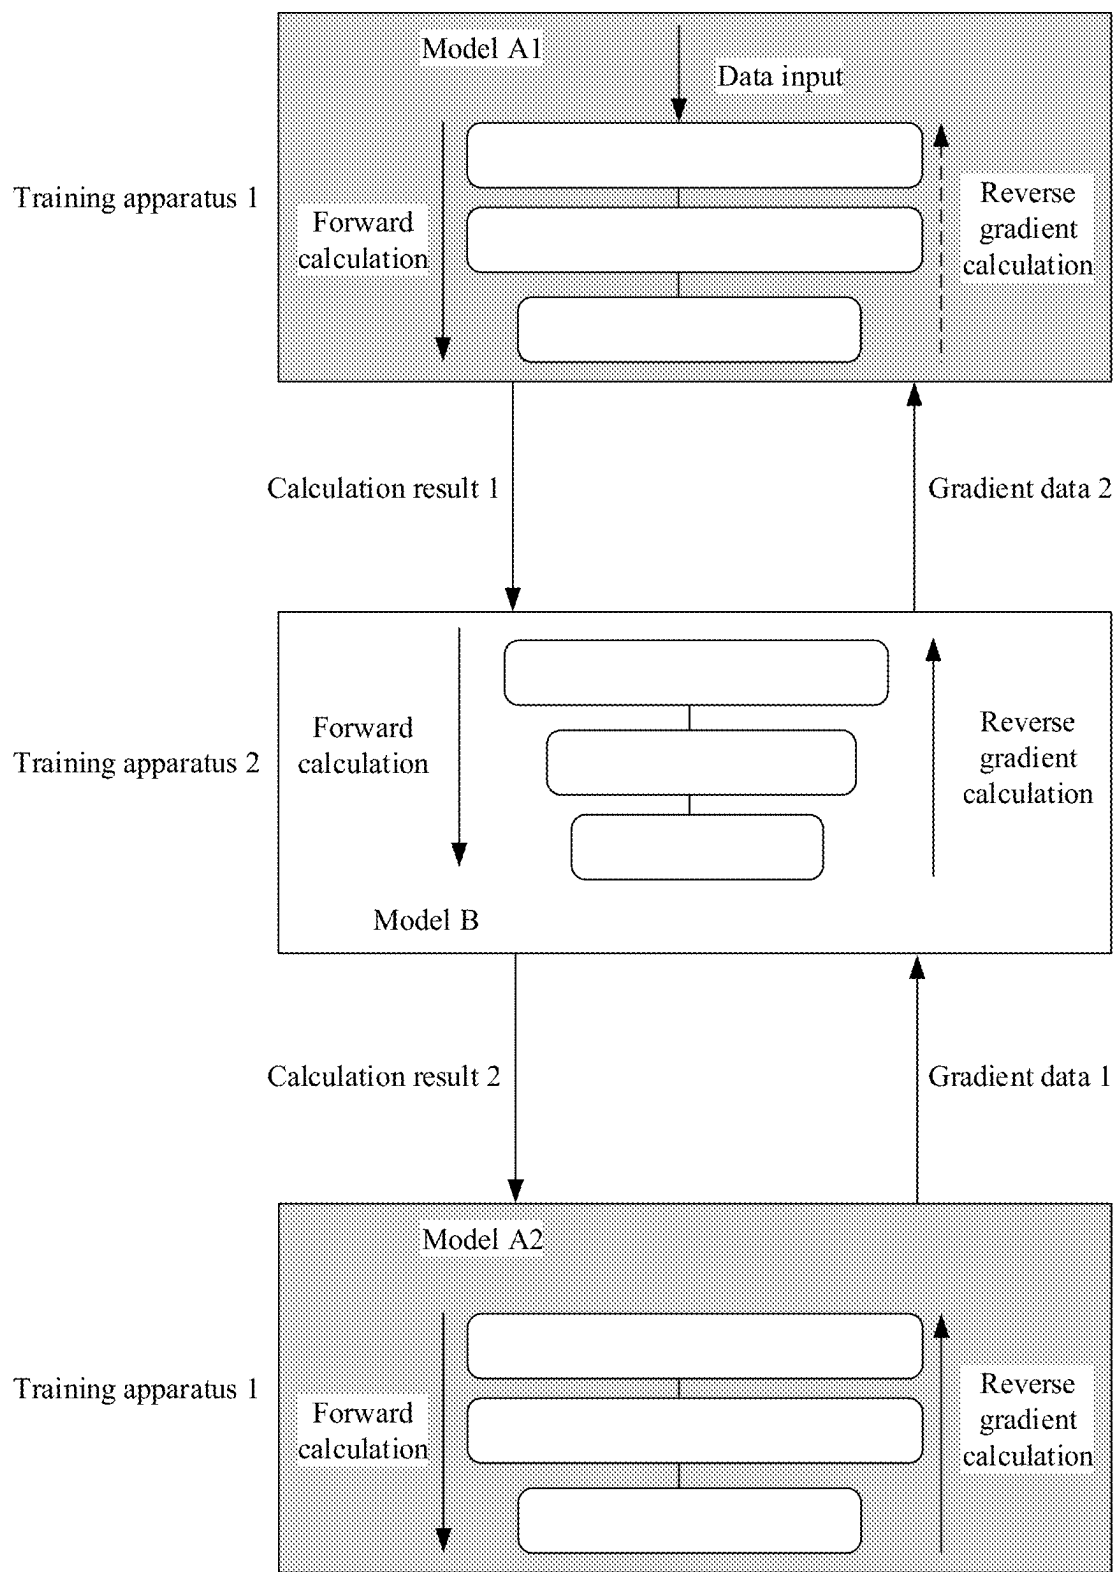 Model A1
Data input
Training apparatus 1
Forward
calculation
Reverse
gradient
calculation
Calculation result 1
Gradient data 2
Training apparatus 2
Forward
calculation
Reverse
gradient
calculation
Model B
Calculation result 2
Gradient data 1
Model A2
Training apparatus 1
Forward
calculation
Reverse
gradient
calculation